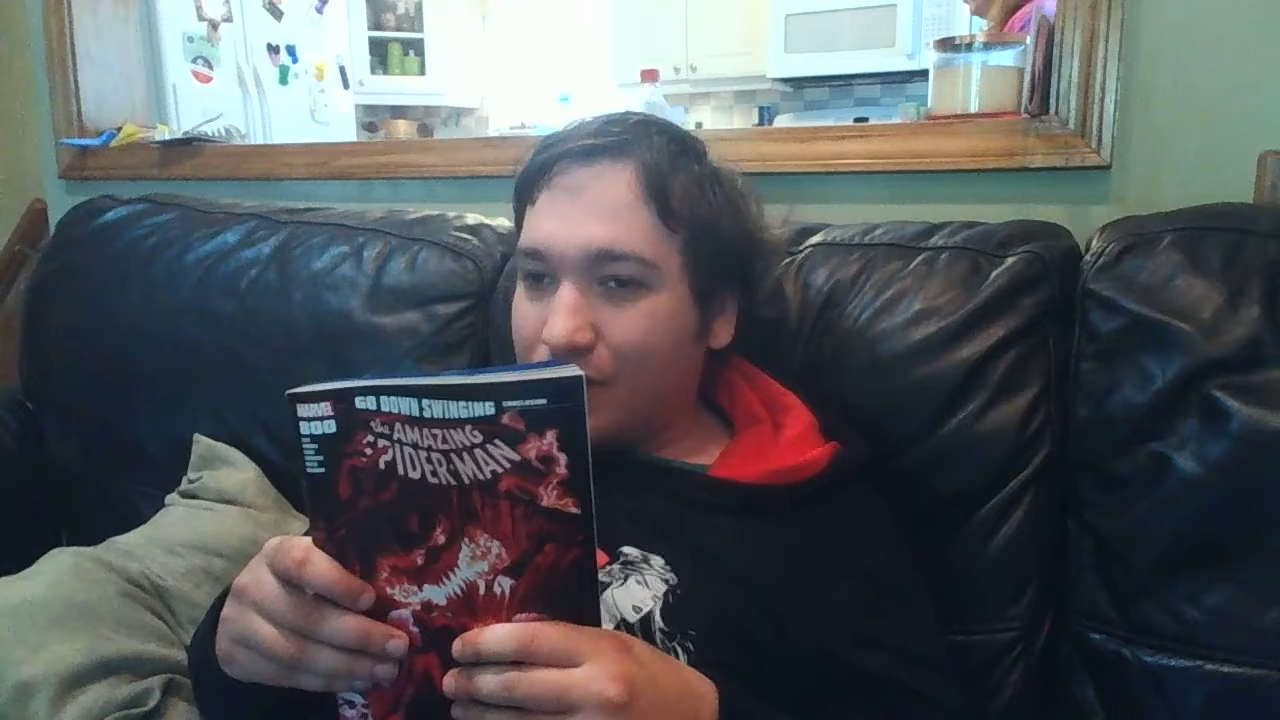 GO DOWN SWINGING
MARVEL
800
the AMAZING
SPIDER-MAN